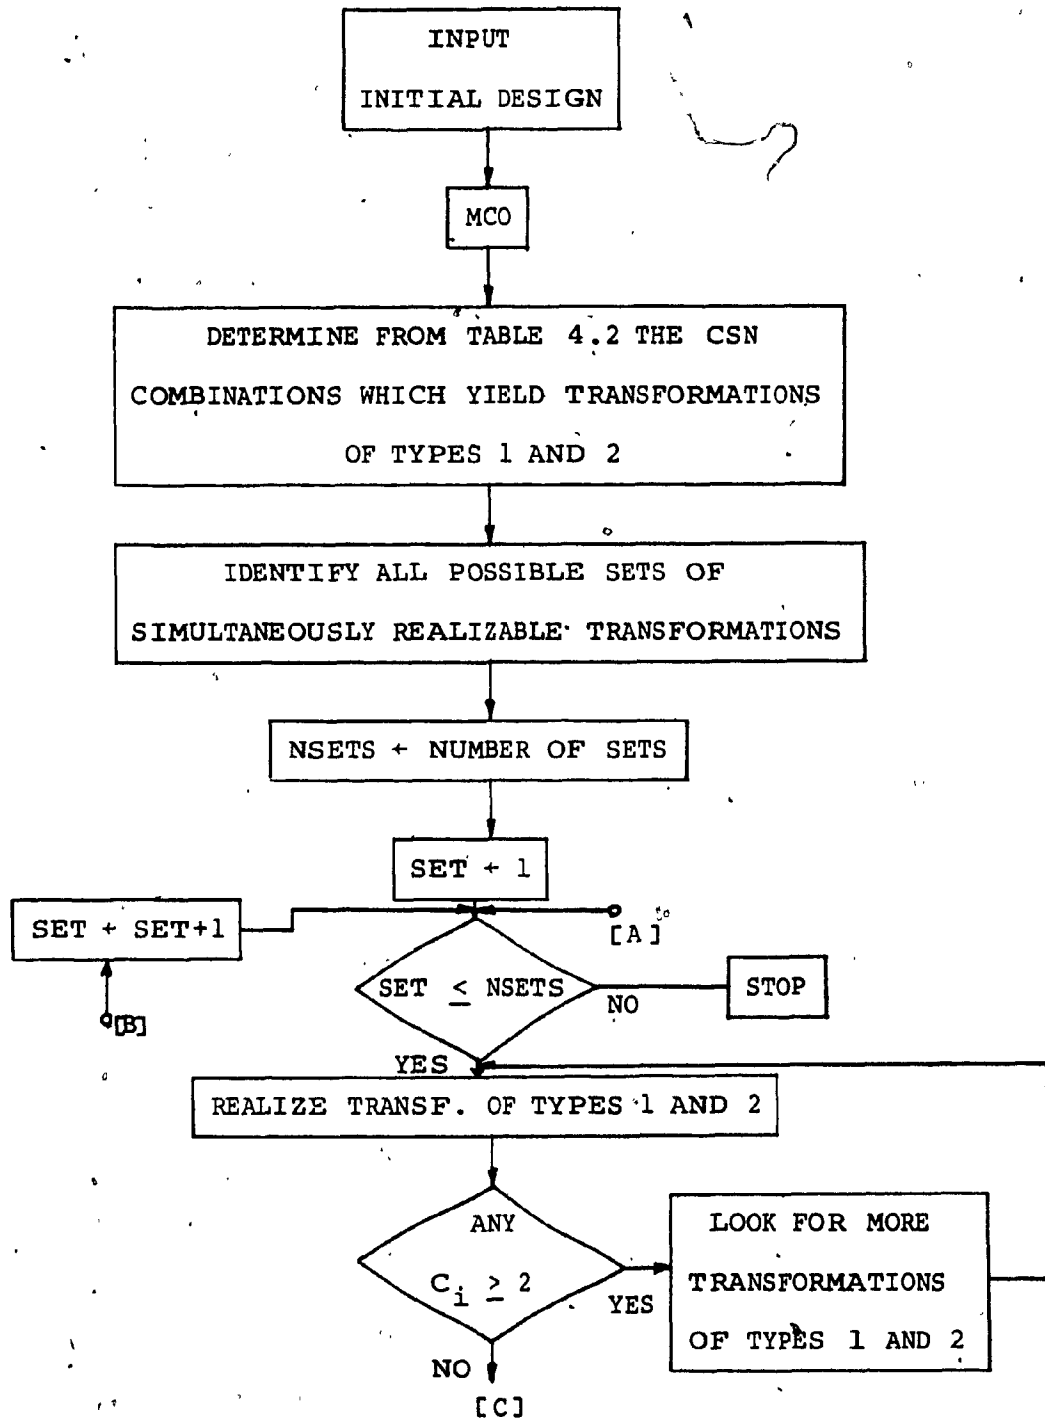 INPUT
INITIAL DESIGN
MCO
DETERMINE FROM TABLE 4.2 THE CSN
COMBINATIONS WHICH YIELD TRANSFORMATIONS
OF TYPES 1 AND 2
IDENTIFY ALL POSSIBLE SETS OF
SIMULTANEOUSLY REALIZABLE TRANSFORMATIONS
NSETS ← NUMBER OF SETS
SET ← 1
SET ← SET+1
[A]
SET ≤ NSETS
NO
STOP
[B]
YES
REALIZE TRANSF. OF TYPES 1 AND 2
ANY
C_i ≥ 2
YES
LOOK FOR MORE
TRANSFORMATIONS
OF TYPES 1 AND 2
NO
[C]